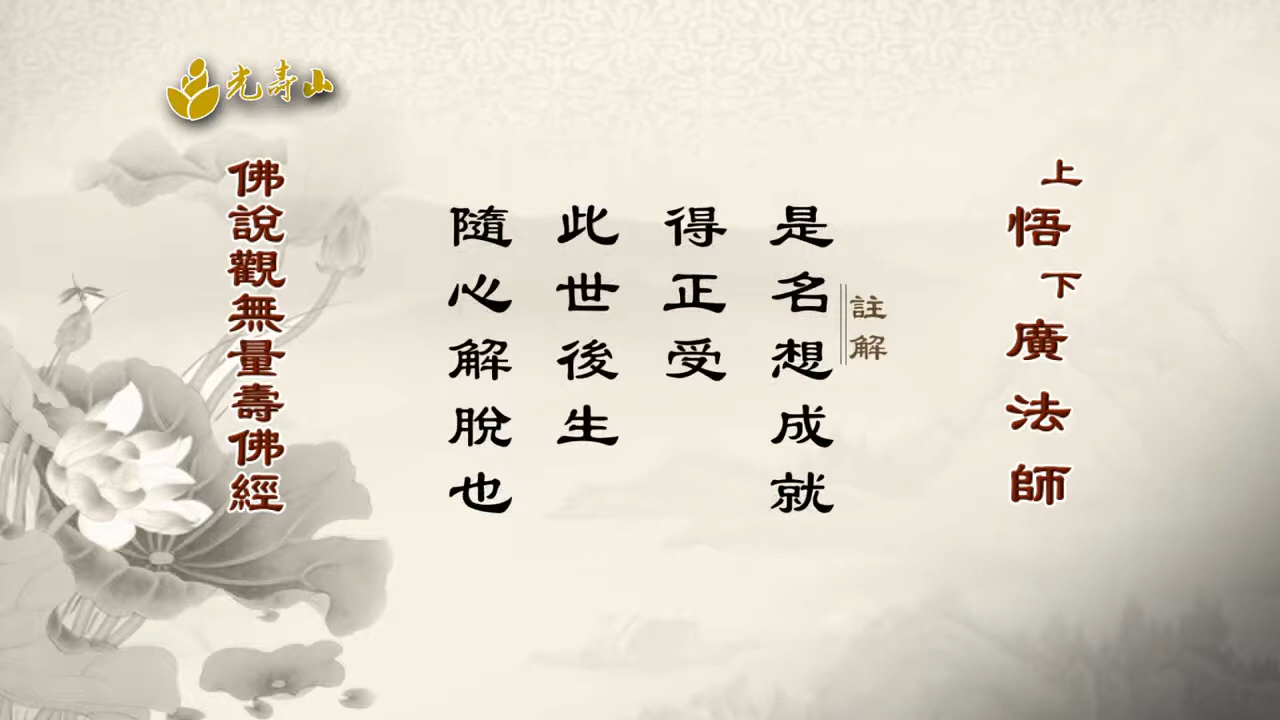 光壽山
上悟下廣法師
註解
是名想成就
得正受
此世後生
隨心解脫也
佛說觀無量壽佛經